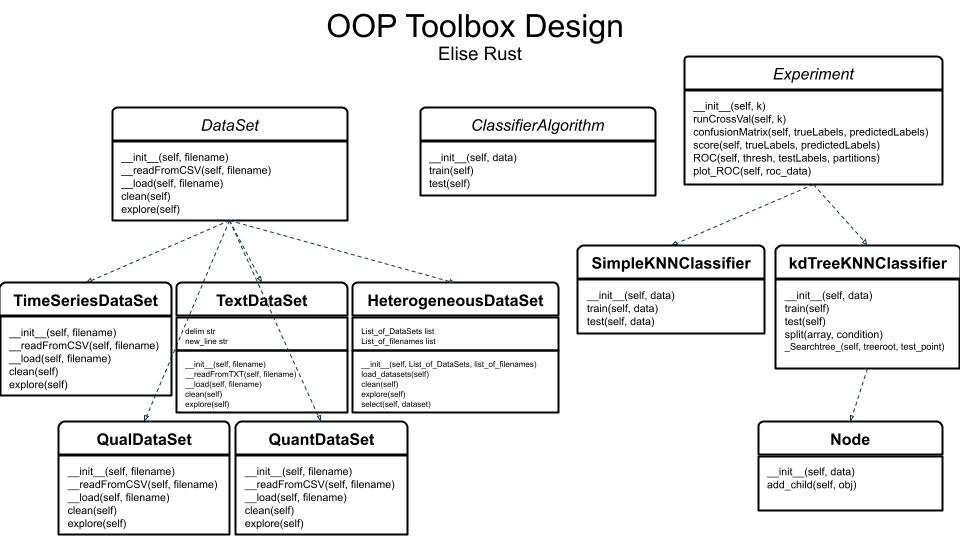 OOP Toolbox Design
Elise Rust
Experiment
__init__(self, k)
runCrossVal(self, k)
confusionMatrix(self, trueLabels, predictedLabels)
score(self, trueLabels, predictedLabels)
ROC(self, thresh, testLabels, partitions)
plot_ROC(self, roc_data)
DataSet
__init__(self, filename)
__readFromCSV(self, filename)
__load(self, filename)
clean(self)
explore(self)
ClassifierAlgorithm
__init__(self, data)
train(self)
test(self)
SimpleKNNClassifier
__init__(self, data)
train(self, data)
test(self, data)
kdTreeKNNClassifier
__init__(self, data)
train(self)
test(self)
split(array, condition)
_Searchtree_(self, treeroot, test_point)
TimeSeriesDataSet
__init__(self, filename)
__readFromCSV(self, filename)
__load(self, filename)
clean(self)
explore(self)
TextDataSet
delim str
new_line str
__init__(self, filename)
__readFromTXT(self, filename)
__load(self, filename)
clean(self)
explore(self)
HeterogeneousDataSet
List_of_DataSets list
List_of_filenames list
__init__(self, List_of_DataSets, list_of_filenames)
load_datasets(self)
clean(self)
explore(self)
select(self, dataset)
QualDataSet
__init__(self, filename)
__readFromCSV(self, filename)
__load(self, filename)
clean(self)
explore(self)
QuantDataSet
__init__(self, filename)
__readFromCSV(self, filename)
__load(self, filename)
clean(self)
explore(self)
Node
__init__(self, data)
add_child(self, obj)